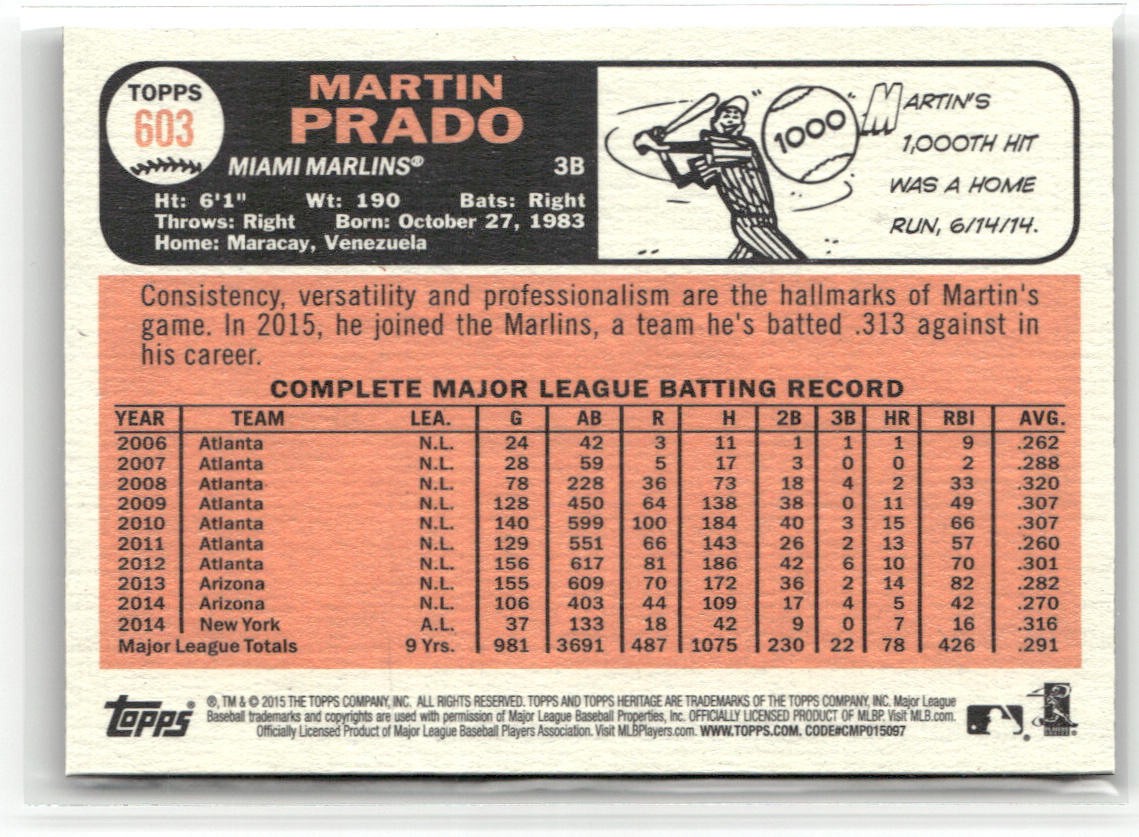 TOPPS
603
MARTIN
PRADO
MIAMI MARLINS® 3B
Ht: 6'1" Wt: 190 Bats: Right
Throws: Right Born: October 27, 1983
Home: Maracay, Venezuela
1000
MARTIN'S
1,000TH HIT
WAS A HOME
RUN, 6/14/14.
Consistency, versatility and professionalism are the hallmarks of Martin's
game. In 2015, he joined the Marlins, a team he's batted .313 against in
his career.
COMPLETE MAJOR LEAGUE BATTING RECORD
YEAR TEAM LEA. G AB R H 2B 3B HR RBI AVG.
2006 Atlanta N.L. 24 42 3 11 1 1 1 9 .262
2007 Atlanta N.L. 28 59 5 17 3 0 0 2 .288
2008 Atlanta N.L. 78 228 36 73 18 4 2 33 .320
2009 Atlanta N.L. 128 450 64 138 38 0 11 49 .307
2010 Atlanta N.L. 140 599 100 184 40 3 15 66 .307
2011 Atlanta N.L. 129 551 66 143 26 2 13 57 .260
2012 Atlanta N.L. 156 617 81 186 42 6 10 70 .301
2013 Arizona N.L. 155 609 70 172 36 2 14 82 .282
2014 Arizona N.L. 106 403 44 109 17 4 5 42 .270
2014 New York A.L. 37 133 18 42 9 0 7 16 .316
Major League Totals 9 Yrs. 981 3691 487 1075 230 22 78 426 .291
Topps®
®, TM & © 2015 THE TOPPS COMPANY, INC. ALL RIGHTS RESERVED. TOPPS AND TOPPS HERITAGE ARE TRADEMARKS OF THE TOPPS COMPANY, INC. Major League
Baseball trademarks and copyrights are used with permission of Major League Baseball Properties, Inc. OFFICIALLY LICENSED PRODUCT OF MLBP. Visit MLB.com.
Officially Licensed Product of Major League Baseball Players Association. Visit MLBPlayers.com. WWW.TOPPS.COM. CODE#CMP015097